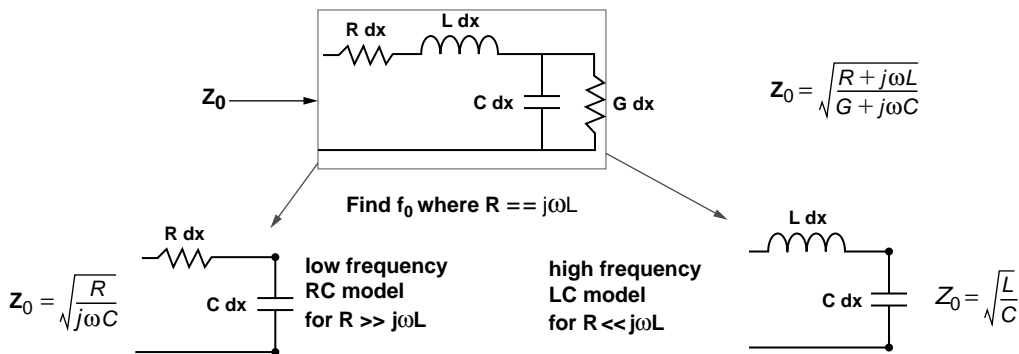 R dx
L dx
C dx
G dx
Z₀
Z₀ = √((R + jωL)/(G + jωC))
Find f₀ where R == jωL
R dx
C dx
Z₀ = √(R/(jωC))
low frequency
RC model
for R >> jωL
high frequency
LC model
for R << jωL
L dx
C dx
Z₀ = √(L/C)